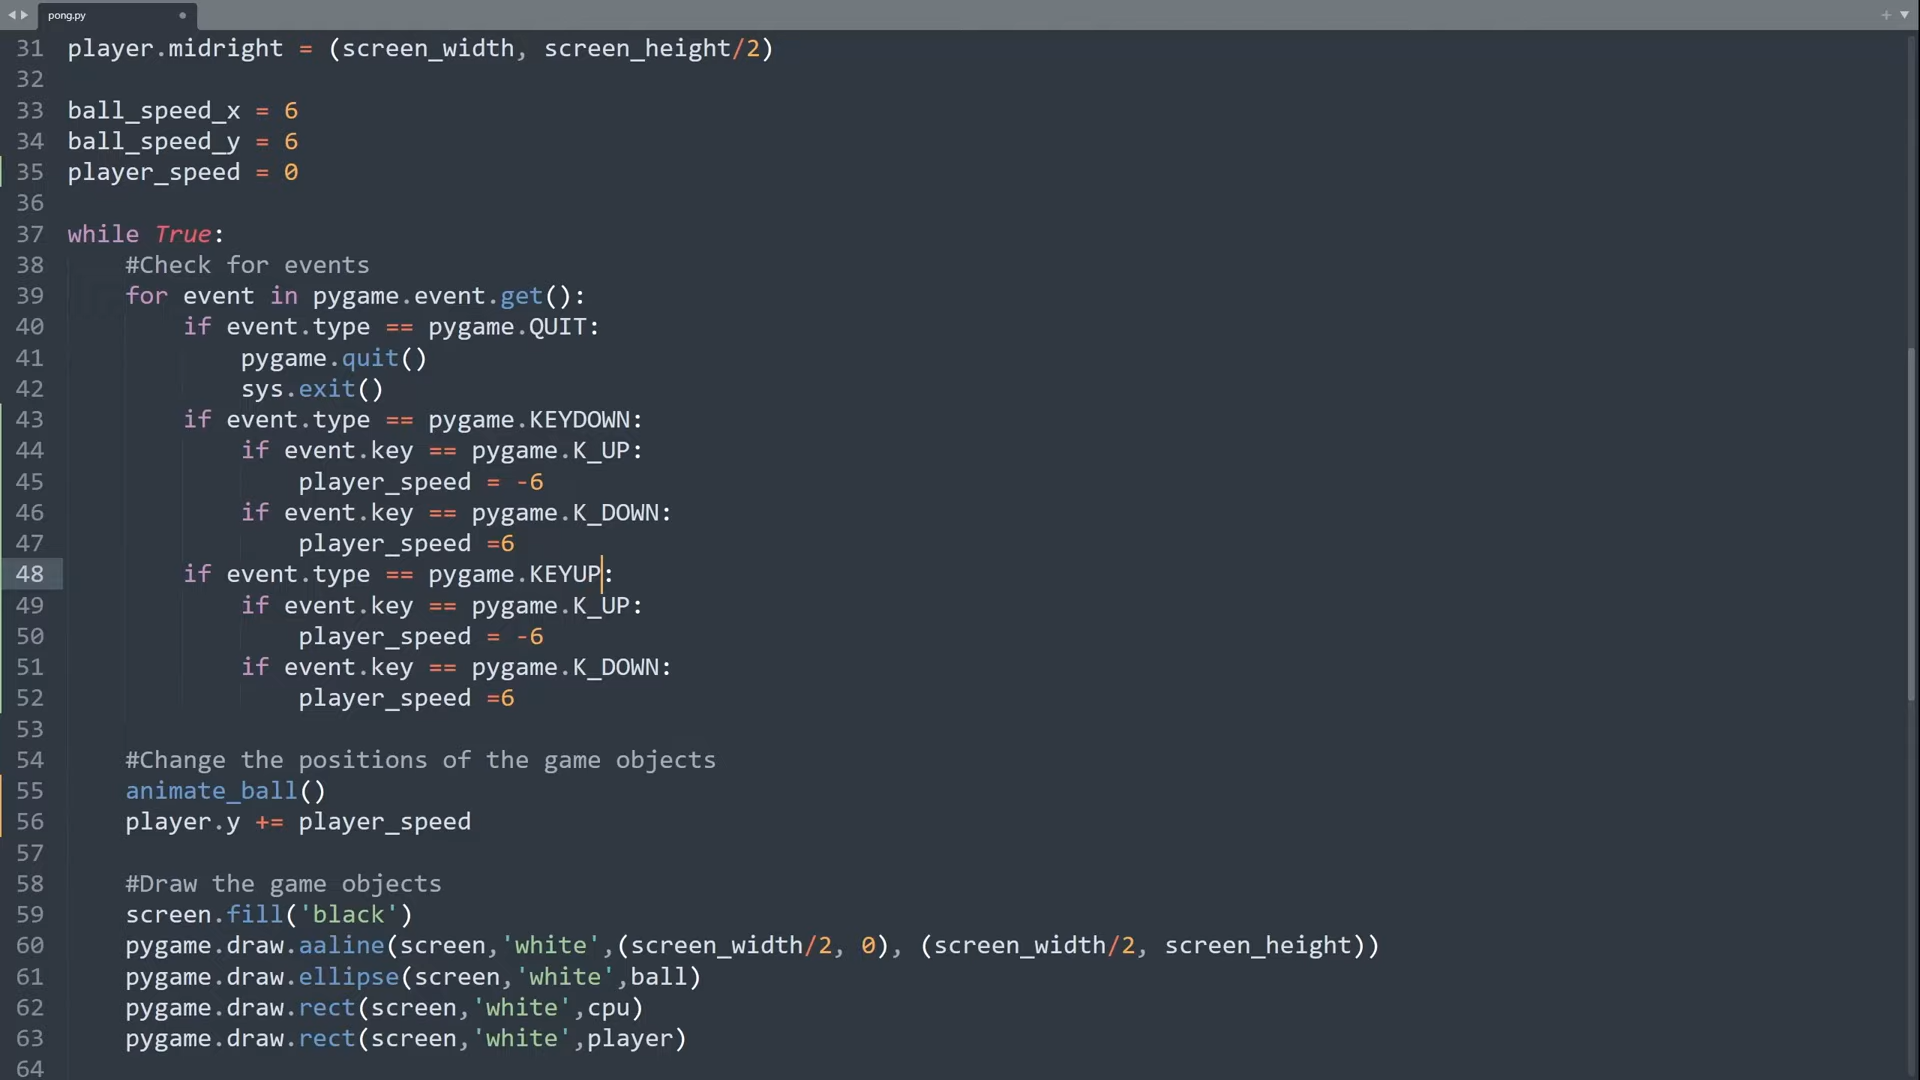 pong.py
31 player.midright = (screen_width, screen_height/2)
32
33 ball_speed_x = 6
34 ball_speed_y = 6
35 player_speed = 0
36
37 while True:
38     #Check for events
39     for event in pygame.event.get():
40         if event.type == pygame.QUIT:
41             pygame.quit()
42             sys.exit()
43         if event.type == pygame.KEYDOWN:
44             if event.key == pygame.K_UP:
45                 player_speed = -6
46             if event.key == pygame.K_DOWN:
47                 player_speed =6
48         if event.type == pygame.KEYUP:
49             if event.key == pygame.K_UP:
50                 player_speed = -6
51             if event.key == pygame.K_DOWN:
52                 player_speed =6
53
54     #Change the positions of the game objects
55     animate_ball()
56     player.y += player_speed
57
58     #Draw the game objects
59     screen.fill('black')
60     pygame.draw.aaline(screen,'white',(screen_width/2, 0), (screen_width/2, screen_height))
61     pygame.draw.ellipse(screen,'white',ball)
62     pygame.draw.rect(screen,'white',cpu)
63     pygame.draw.rect(screen,'white',player)
64